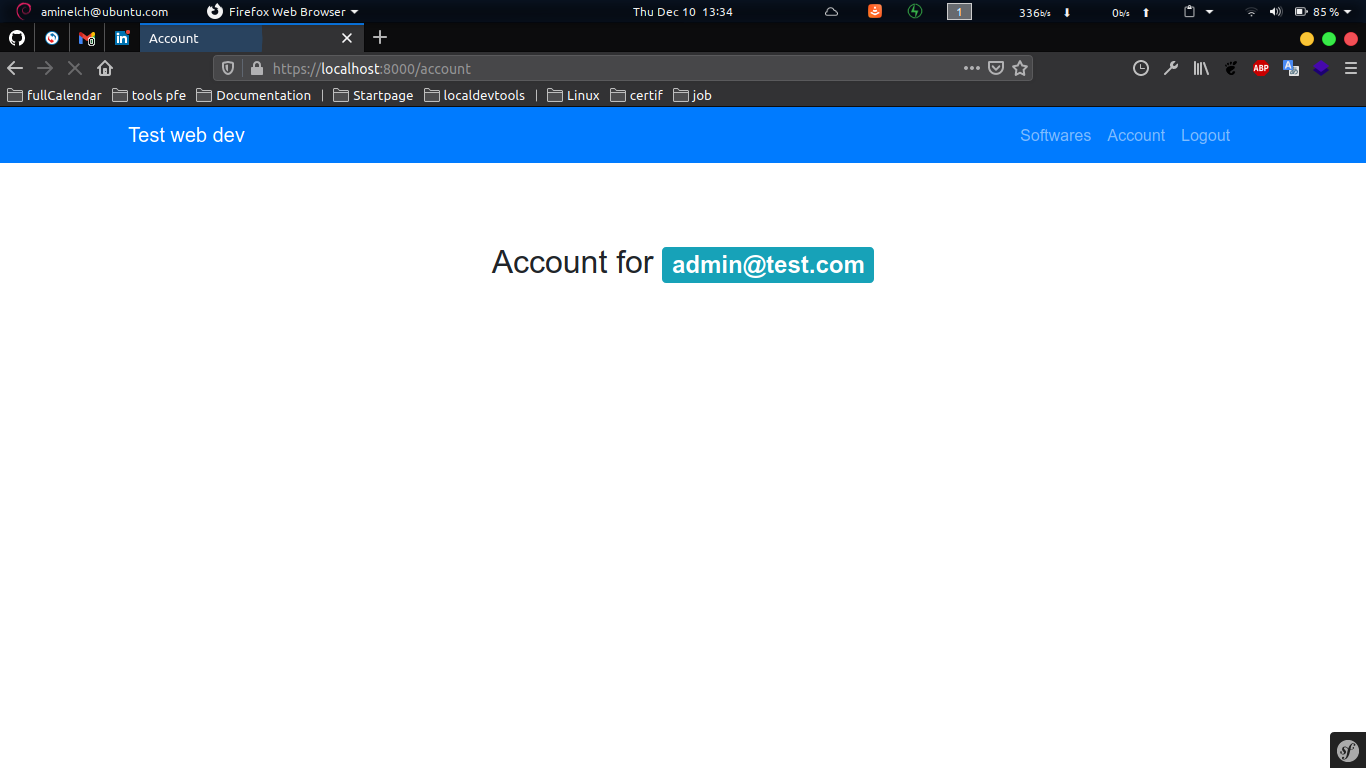 aminelch@ubuntu.com Firefox Web Browser Thu Dec 10 13:34 1 336b/s 0b/s 85 %
Account
https://localhost:8000/account
fullCalendar tools pfe Documentation | Startpage localdevtools | Linux certif job
Test web dev Softwares Account Logout
Account for admin@test.com